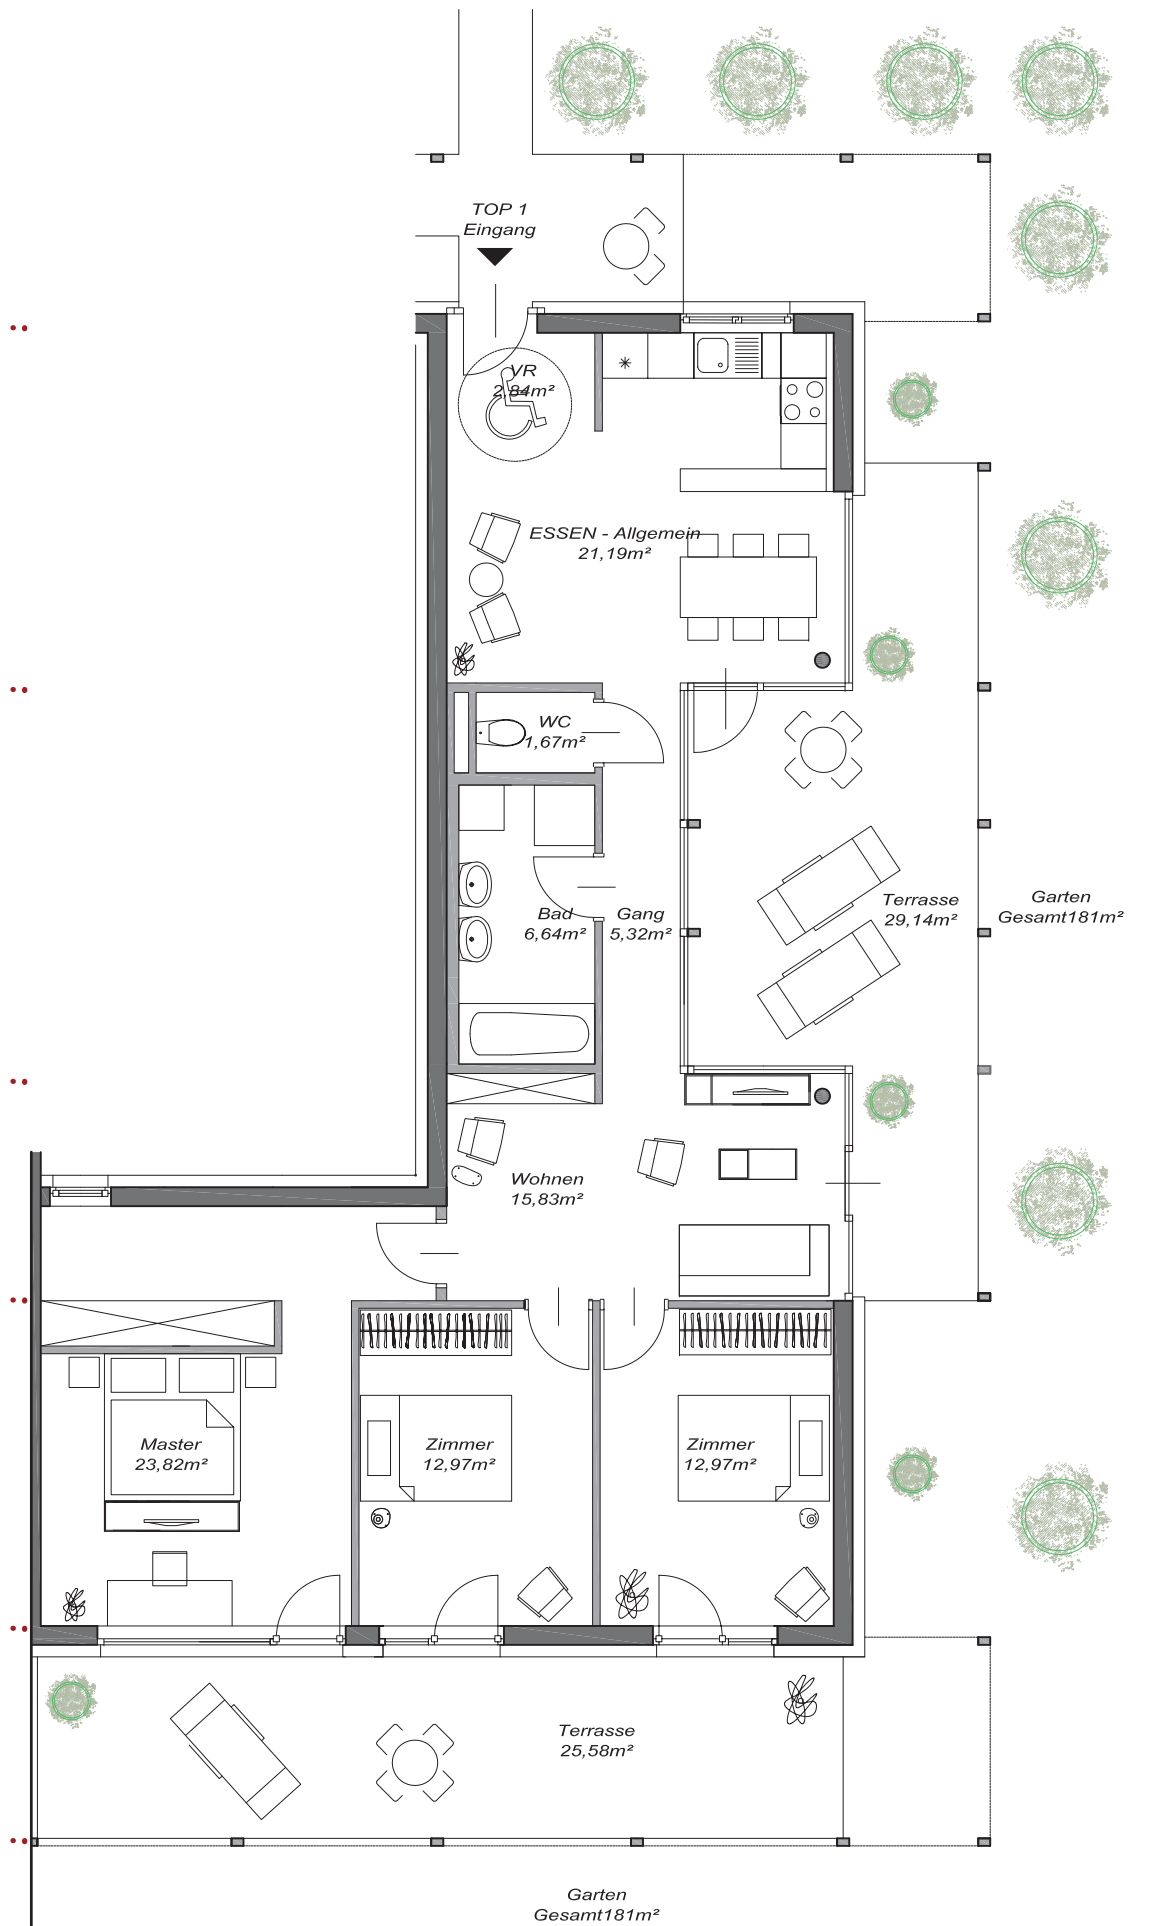 TOP 1
Eingang
VR
2,84m²
ESSEN - Allgemein
21,19m²
WC
1,67m²
Bad
6,64m²
Gang
5,32m²
Terrasse
29,14m²
Garten
Gesamt181m²
Wohnen
15,83m²
Master
23,82m²
Zimmer
12,97m²
Zimmer
12,97m²
Terrasse
25,58m²
Garten
Gesamt181m²